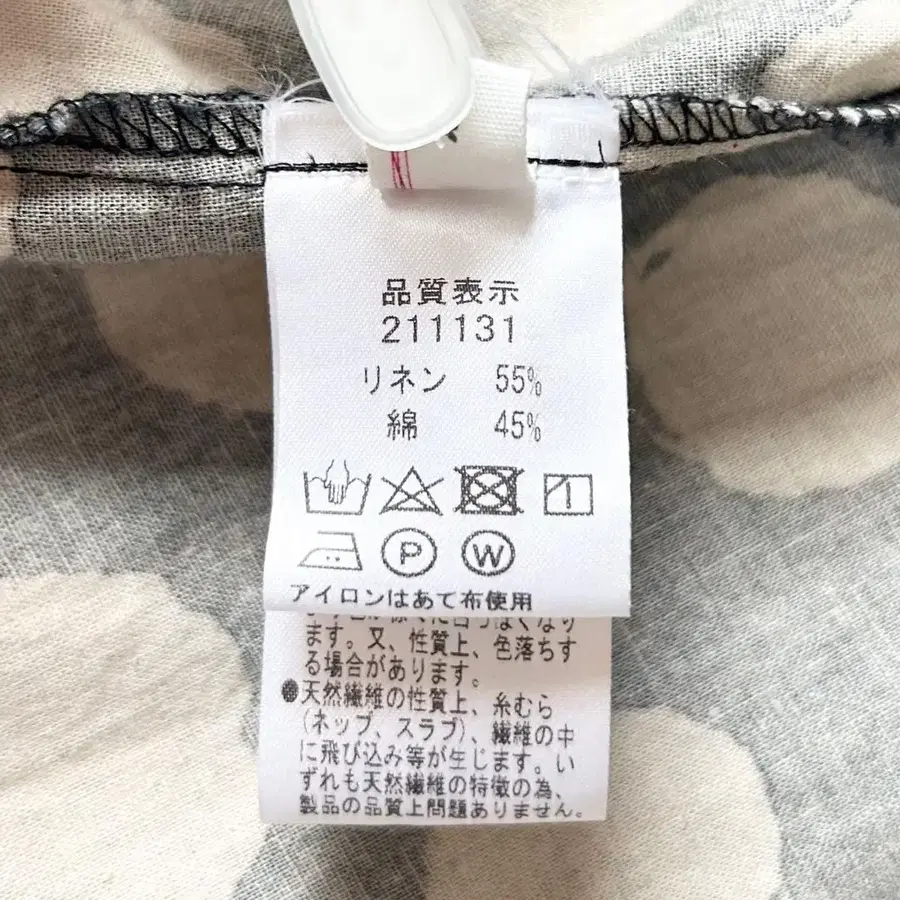 品質表示
211131
リネン 55%
綿 45%
P W
アイロンはあて布使用
ます。又、性質上、色落ちす
る場合があります。
●天然繊維の性質上、糸むら
(ネップ、スラブ)、繊維の中
に飛び込み等が生じます。い
ずれも天然繊維の特徴の為、
製品の品質上問題ありません。